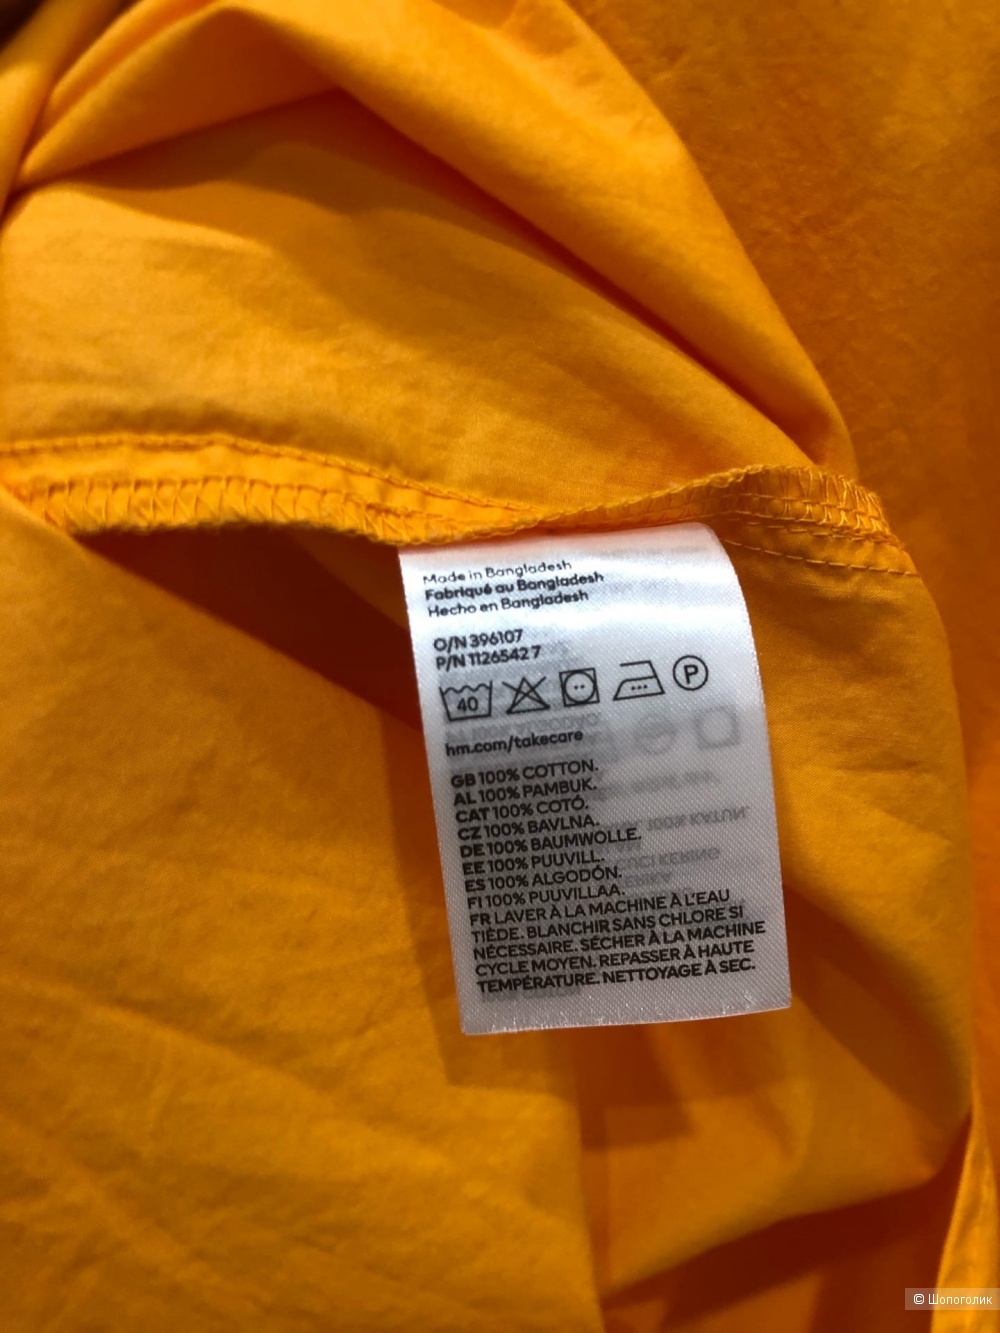 Made in Bangladesh
Fabriqué au Bangladesh
Hecho en Bangladesh
O/N 396107
P/N 11265427
40
P
hm.com/takecare
GB 100% COTTON.
AL 100% PAMBUK.
CAT 100% COTÓ.
CZ 100% BAVLNA.
DE 100% BAUMWOLLE.
EE 100% PUUVILL.
ES 100% ALGODÓN.
FI 100% PUUVILLAA.
FR LAVER À LA MACHINE À L'EAU
TIÈDE. BLANCHIR SANS CHLORE SI
NÉCESSAIRE. SÉCHER À LA MACHINE
CYCLE MOYEN. REPASSER À HAUTE
TEMPÉRATURE. NETTOYAGE À SEC.
© Шопоголик